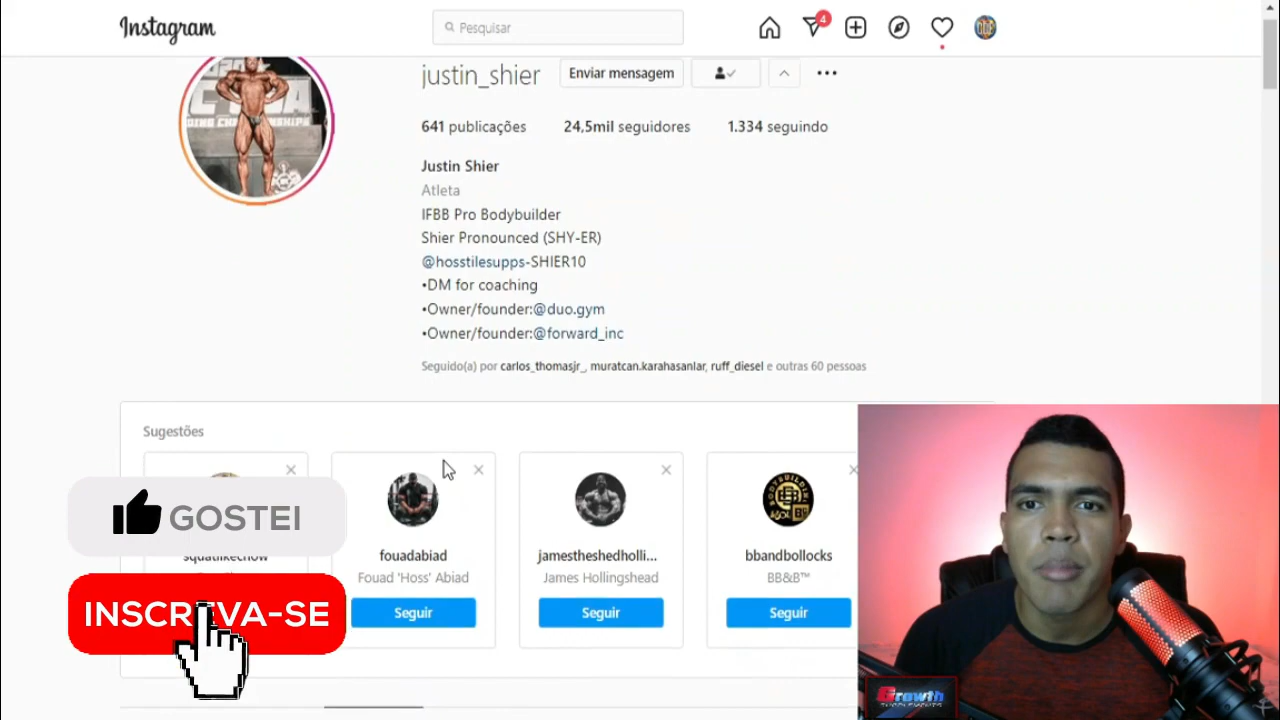 Instagram
Pesquisar
4
justin_shier
Enviar mensagem
641 publicações
24,5mil seguidores
1.334 seguindo
Justin Shier
Atleta
IFBB Pro Bodybuilder
Shier Pronounced (SHY-ER)
@hosstilesupps-SHIER10
•DM for coaching
•Owner/founder:@duo.gym
•Owner/founder:@forward_inc
Seguido(a) por carlos_thomasjr_, muratcan.karahasanlar, ruff_diesel e outras 60 pessoas
Sugestões
GOSTEI
squatlikechow
fouadabiad
jamestheshedholli...
bbandbollocks
Fouad 'Hoss' Abiad
James Hollingshead
BB&B™
INSCREVA-SE
Seguir
Seguir
Seguir
Growth
SUPPLEMENTS